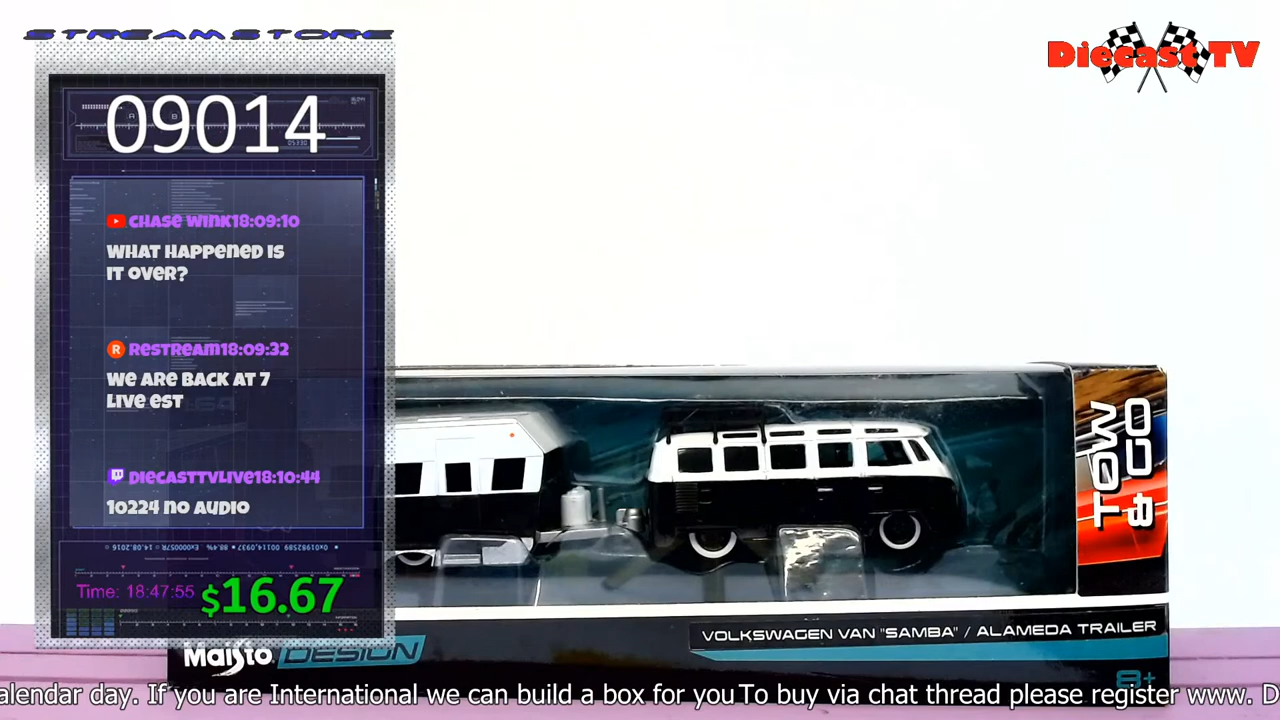 STREAM STORE
Diecast TV
09014
Chase Wink18:09:10
What happened is
it over?
Restream18:09:32
We are back at 7
live est
DiecastTVLive18:10:44
10224 no audio
Time: 18:47:55
$16.67
TOW
& CO
VOLKSWAGEN VAN "SAMBA" / ALAMEDA TRAILER
Maisto DESIGN
8+
alendar day. If you are International we can build a box for you To buy via chat thread please register www. D